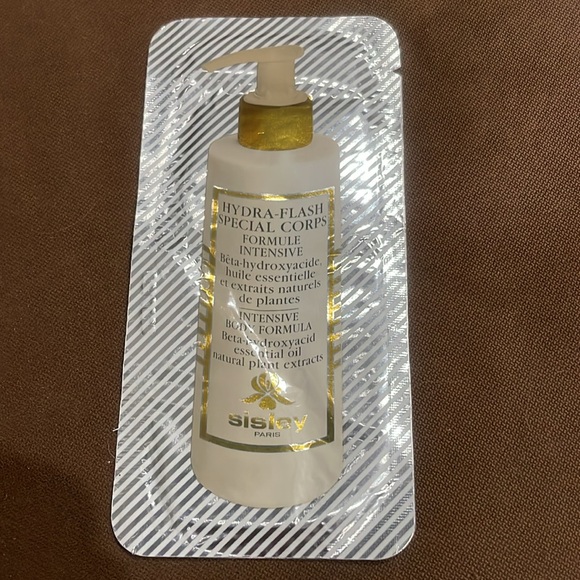 HYDRA-FLASH
SPECIAL CORPS
FORMULE
INTENSIVE
Bêta-hydroxyacide,
huile essentielle
et extraits naturels
de plantes
INTENSIVE
BODY FORMULA
Beta-hydroxyacid
essential oil
natural plant extracts
sisley
PARIS